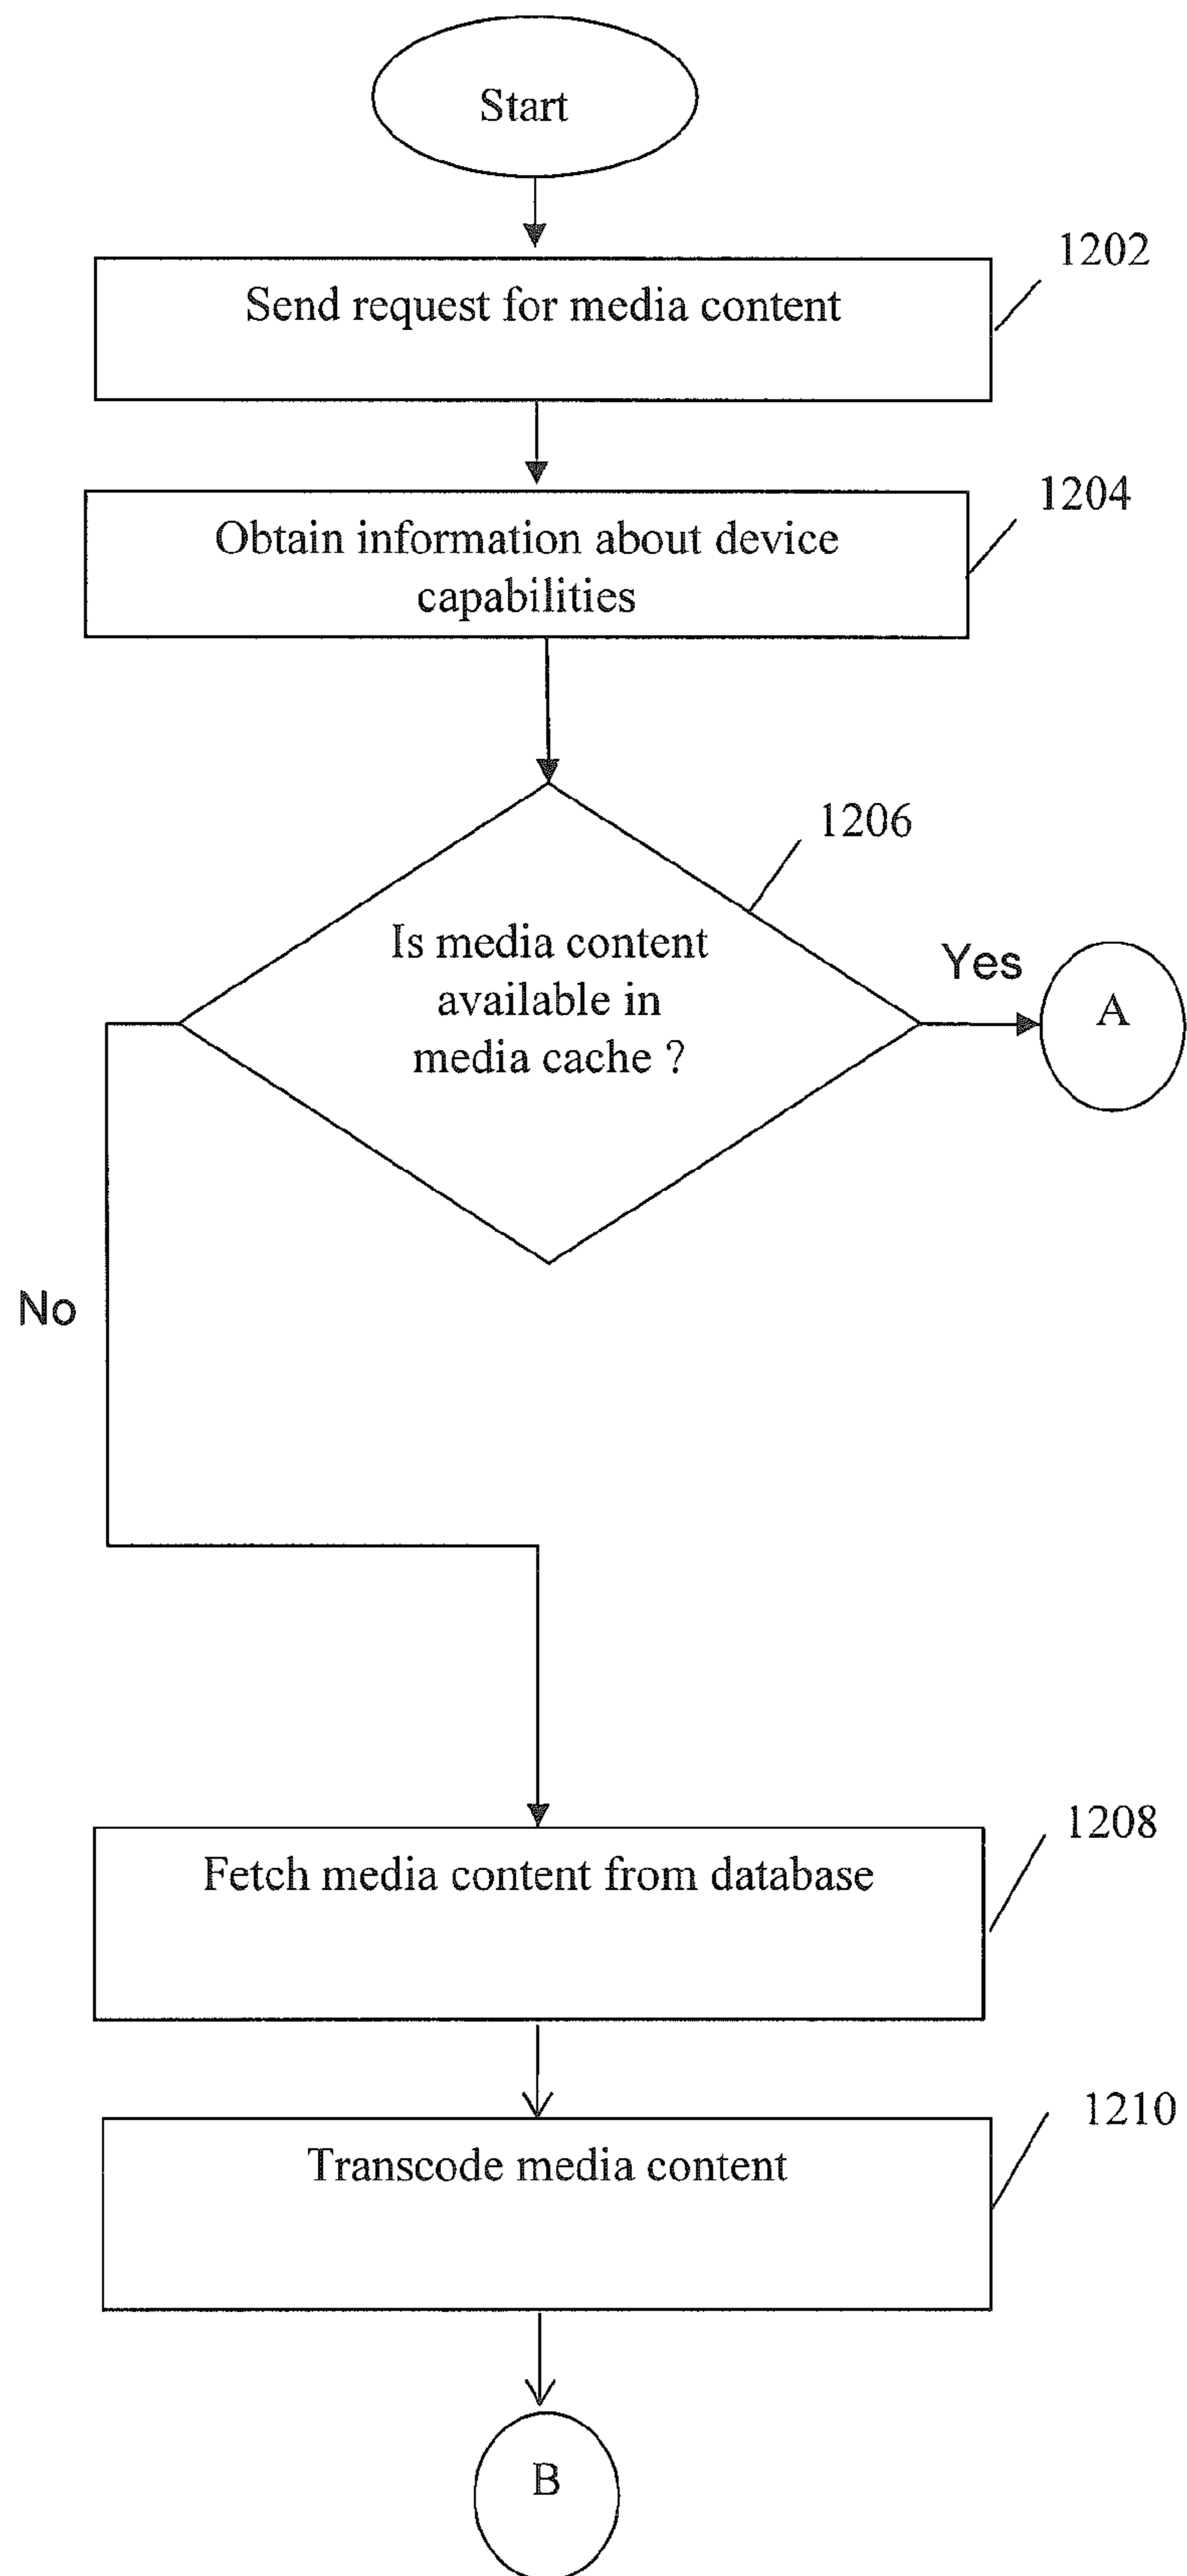 Start
1202
Send request for media content
1204
Obtain information about device
capabilities
1206
Is media content
available in
media cache ?
Yes
A
No
1208
Fetch media content from database
1210
Transcode media content
B